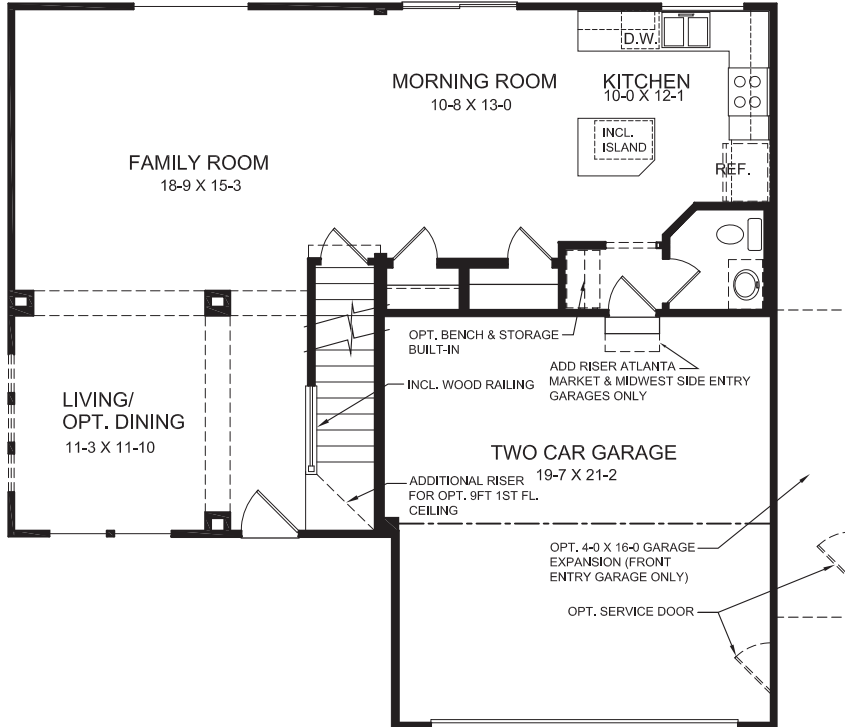 D.W.
MORNING ROOM
10-8 X 13-0
KITCHEN
10-0 X 12-1
INCL.
ISLAND
REF.
FAMILY ROOM
18-9 X 15-3
OPT. BENCH & STORAGE
BUILT-IN
ADD RISER ATLANTA
MARKET & MIDWEST SIDE ENTRY
GARAGES ONLY
INCL. WOOD RAILING
LIVING/
OPT. DINING
11-3 X 11-10
TWO CAR GARAGE
19-7 X 21-2
ADDITIONAL RISER
FOR OPT. 9FT 1ST FL.
CEILING
OPT. 4-0 X 16-0 GARAGE
EXPANSION (FRONT
ENTRY GARAGE ONLY)
OPT. SERVICE DOOR